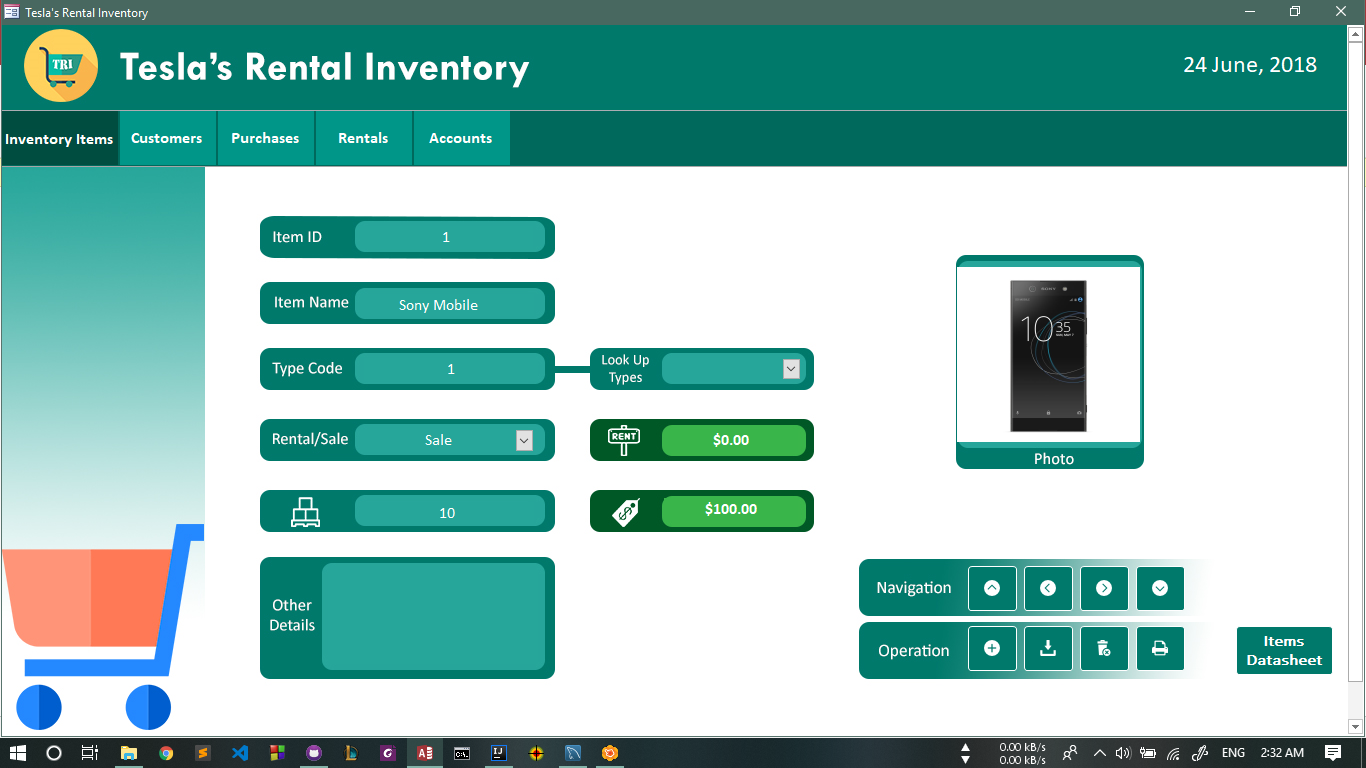 Tesla's Rental Inventory
TRI
Tesla's Rental Inventory
24 June, 2018
Inventory Items
Customers
Purchases
Rentals
Accounts
Item ID
1
Item Name
Sony Mobile
Type Code
1
Look Up
Types
Rental/Sale
Sale
RENT
$0.00
10
$
$100.00
Other
Details
SONY
10 35
Photo
Navigation
Operation
Items
Datasheet
0.00 kB/s
0.00 kB/s
ENG
2:32 AM